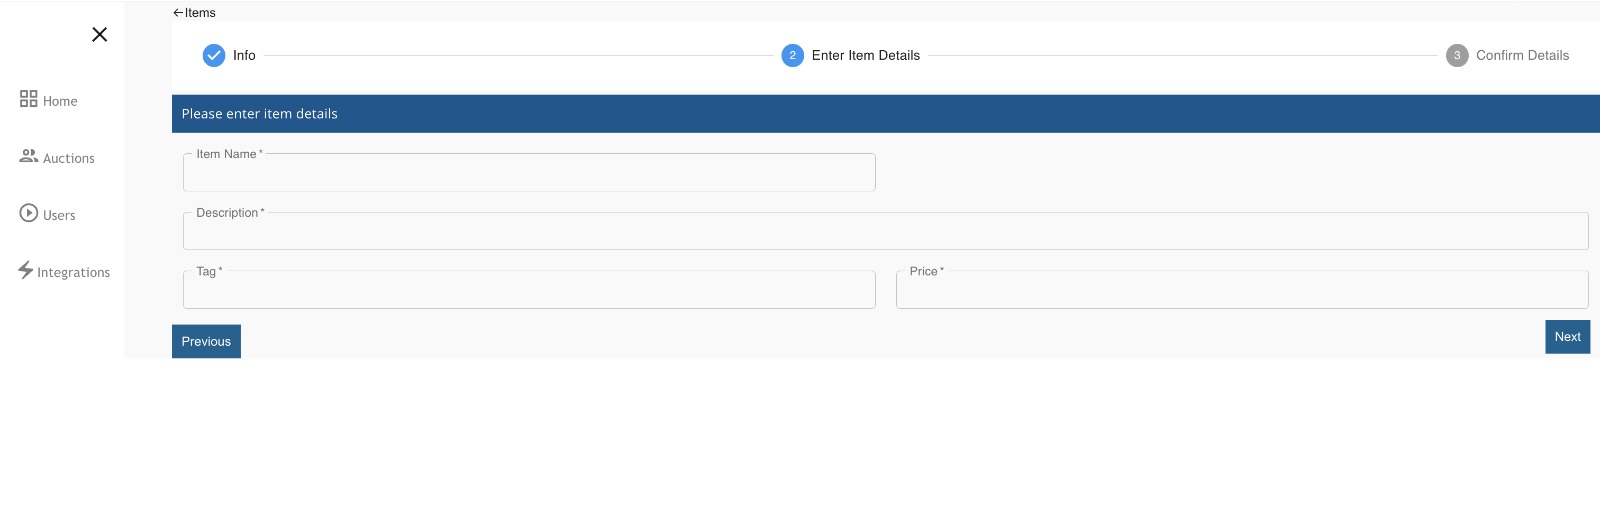 ←Items
Info
2 Enter Item Details
3 Confirm Details
Home
Auctions
Users
Integrations
Please enter item details
Item Name *
Description *
Tag *
Price *
Previous
Next